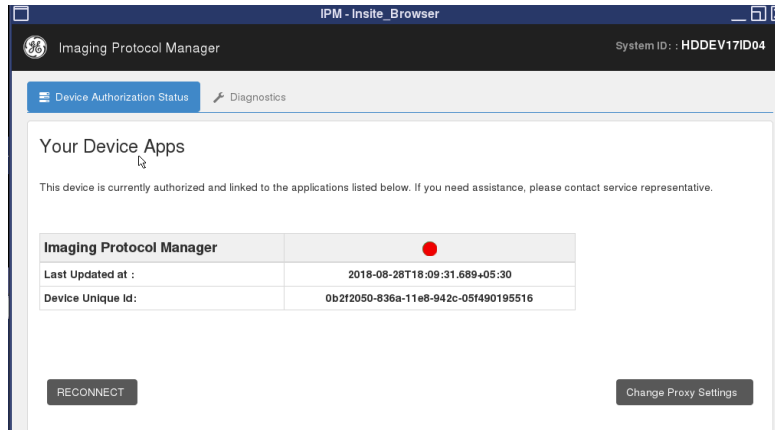 IPM - Insite_Browser
Imaging Protocol Manager
System ID: : HDDEV17ID04
Device Authorization Status
Diagnostics
Your Device Apps
This device is currently authorized and linked to the applications listed below. If you need assistance, please contact service representative.
Imaging Protocol Manager
Last Updated at :
2018-08-28T18:09:31.689+05:30
Device Unique Id:
0b2f2050-836a-11e8-942c-05f490195516
RECONNECT
Change Proxy Settings